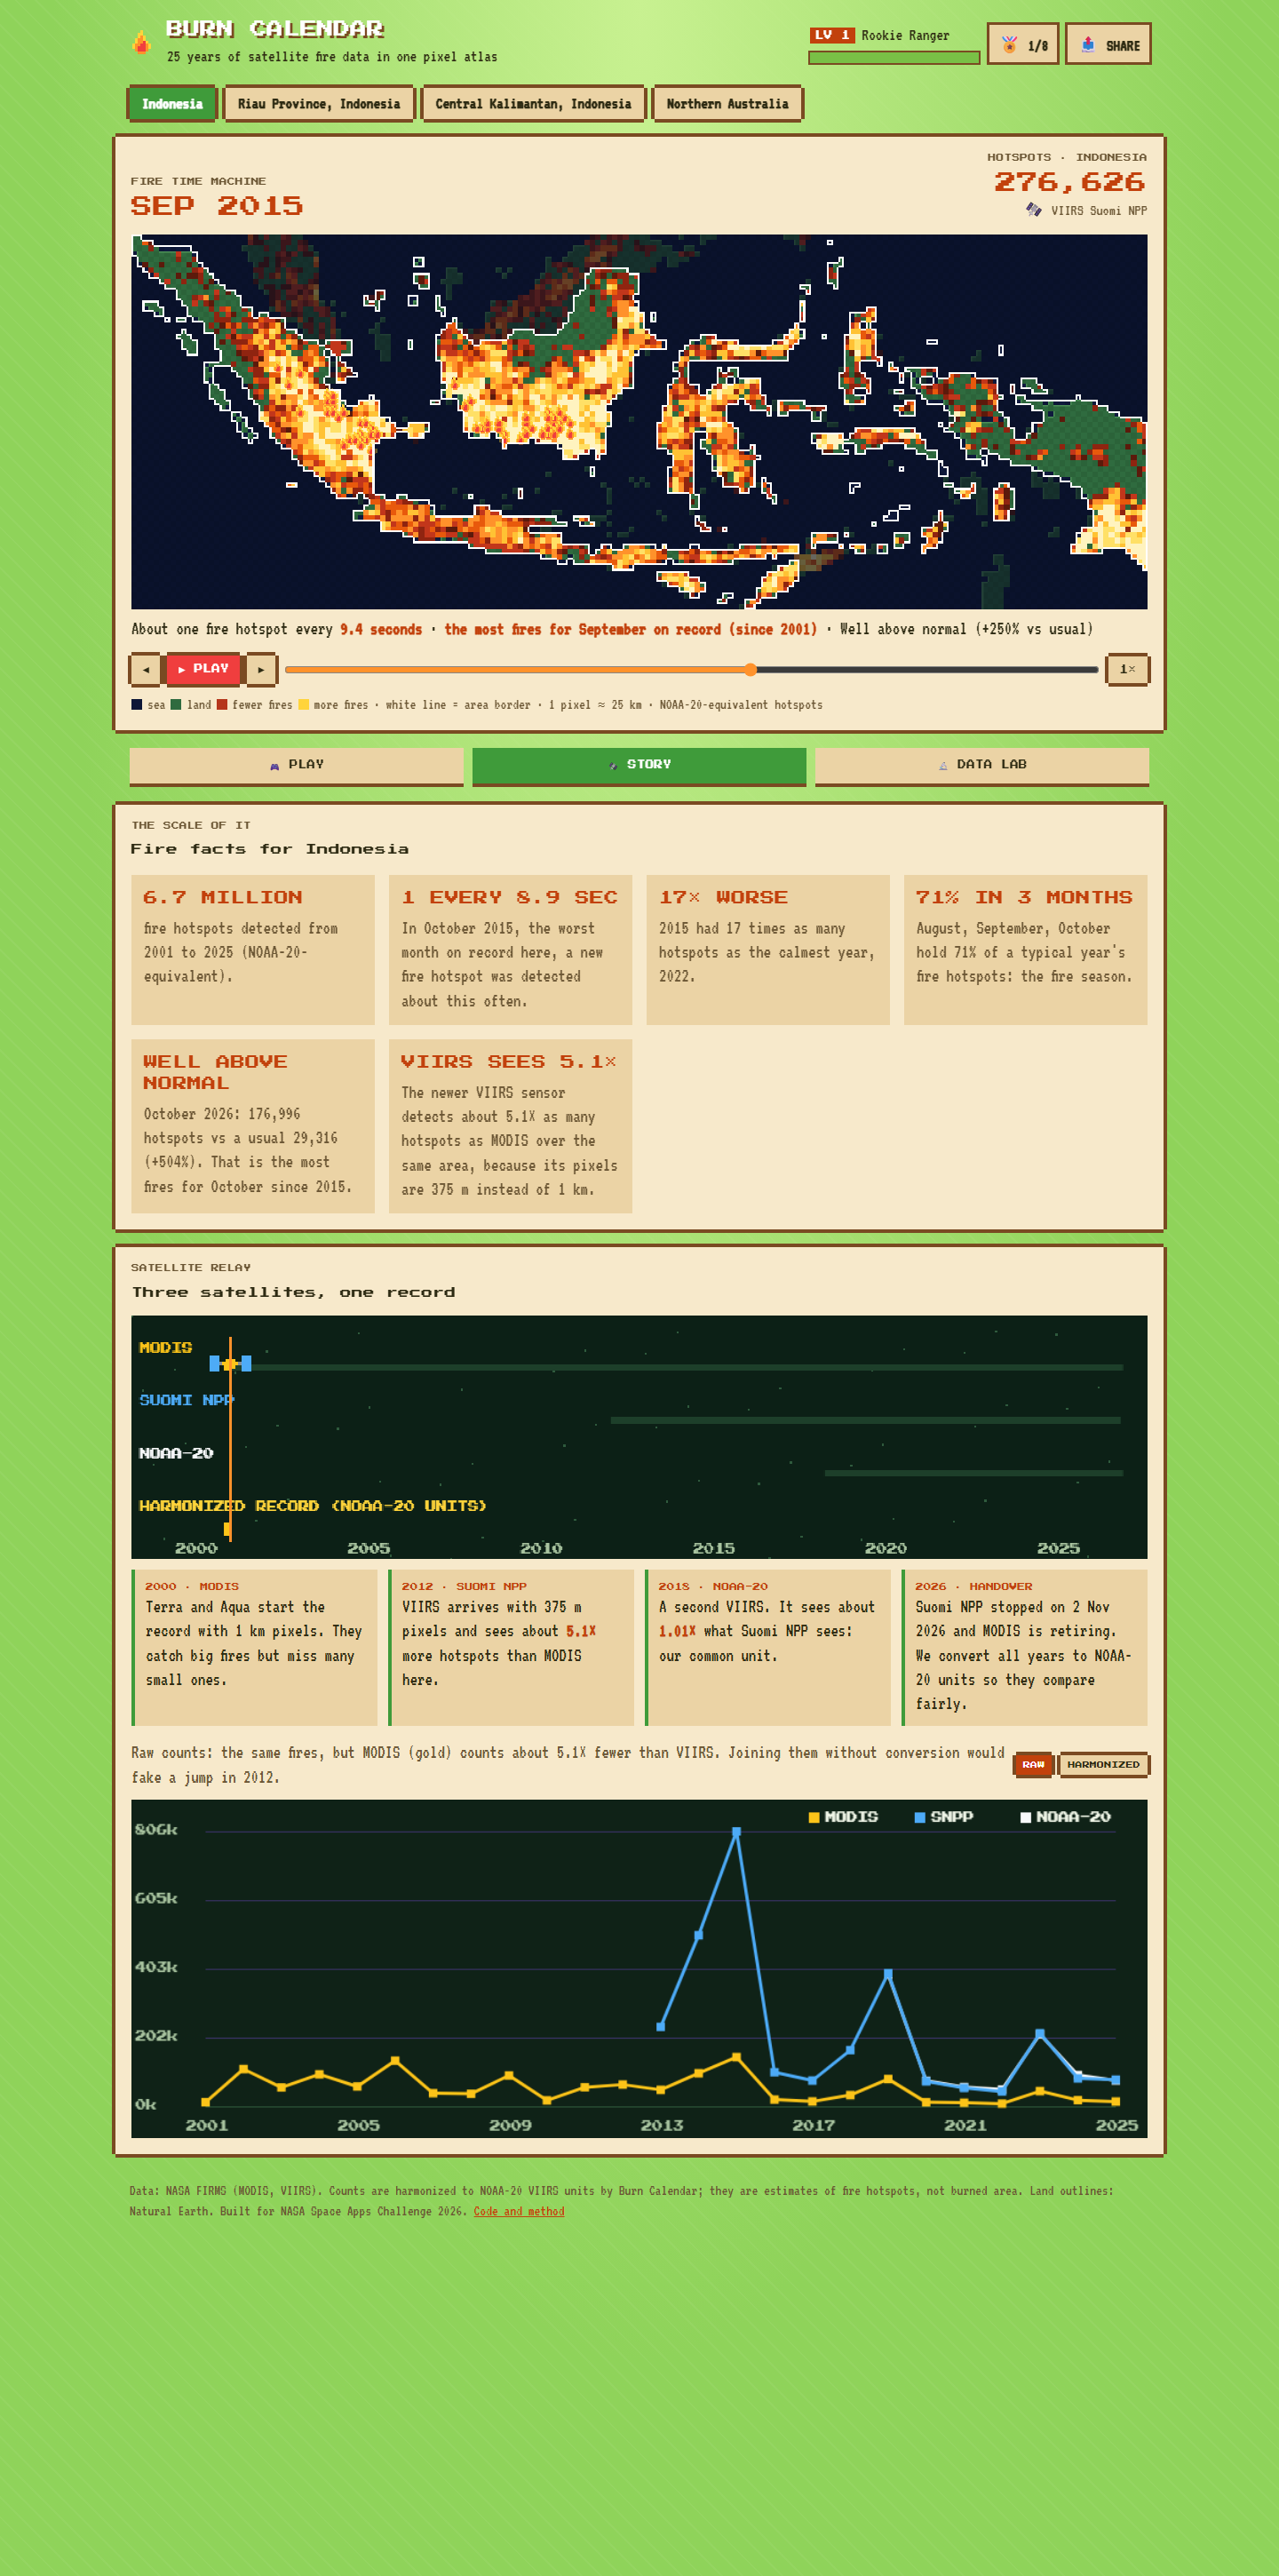 BURN CALENDAR
25 years of satellite fire data in one pixel atlas
LV 1 Rookie Ranger
1/8
SHARE
Indonesia
Riau Province, Indonesia
Central Kalimantan, Indonesia
Northern Australia
FIRE TIME MACHINE
SEP 2015
HOTSPOTS · INDONESIA
276,626
VIIRS Suomi NPP
About one fire hotspot every 9.4 seconds · the most fires for September on record (since 2001) · Well above normal (+250% vs usual)
◂ ▸ PLAY ▸
1×
sea land fewer fires more fires · white line = area border · 1 pixel ≈ 25 km · NOAA-20-equivalent hotspots
PLAY
STORY
DATA LAB
THE SCALE OF IT
Fire facts for Indonesia
6.7 MILLION
fire hotspots detected from
2001 to 2025 (NOAA-20-
equivalent).
1 EVERY 8.9 SEC
In October 2015, the worst
month on record here, a new
fire hotspot was detected
about this often.
17× WORSE
2015 had 17 times as many
hotspots as the calmest year,
2022.
71% IN 3 MONTHS
August, September, October
hold 71% of a typical year's
fire hotspots: the fire season.
WELL ABOVE
NORMAL
October 2026: 176,996
hotspots vs a usual 29,316
(+504%). That is the most
fires for October since 2015.
VIIRS SEES 5.1×
The newer VIIRS sensor
detects about 5.1X as many
hotspots as MODIS over the
same area, because its pixels
are 375 m instead of 1 km.
SATELLITE RELAY
Three satellites, one record
MODIS
SUOMI NPP
NOAA-20
HARMONIZED RECORD (NOAA-20 UNITS)
2000 2005 2010 2015 2020 2025
2000 · MODIS
Terra and Aqua start the
record with 1 km pixels. They
catch big fires but miss many
small ones.
2012 · SUOMI NPP
VIIRS arrives with 375 m
pixels and sees about 5.1X
more hotspots than MODIS
here.
2018 · NOAA-20
A second VIIRS. It sees about
1.01X what Suomi NPP sees:
our common unit.
2026 · HANDOVER
Suomi NPP stopped on 2 Nov
2026 and MODIS is retiring.
We convert all years to NOAA-
20 units so they compare
fairly.
Raw counts: the same fires, but MODIS (gold) counts about 5.1X fewer than VIIRS. Joining them without conversion would
fake a jump in 2012.
RAW
HARMONIZED
MODIS SNPP NOAA-20
806k
605k
403k
202k
0k
2001 2005 2009 2013 2017 2021 2025
Data: NASA FIRMS (MODIS, VIIRS). Counts are harmonized to NOAA-20 VIIRS units by Burn Calendar; they are estimates of fire hotspots, not burned area. Land outlines:
Natural Earth. Built for NASA Space Apps Challenge 2026. Code and method